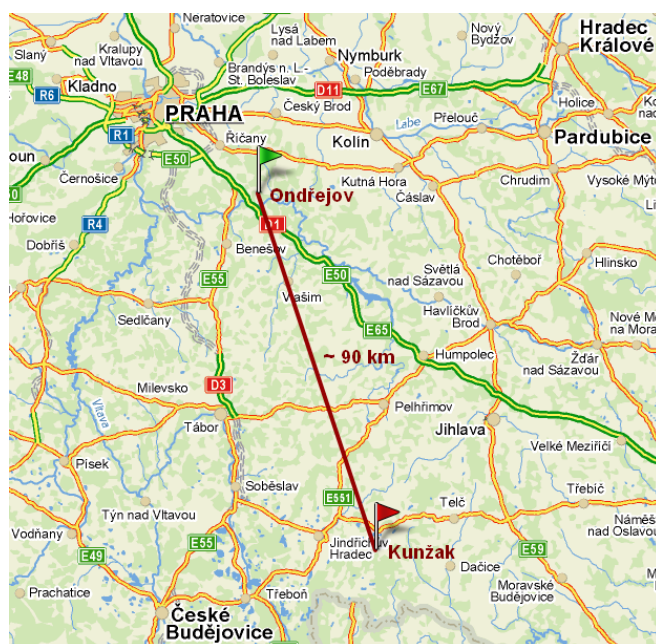 Neratovice
Lysá
nad Labem
Nový
Bydžov
Hradec
Králové
Slaný
Kralupy
nad Vltavou
Brandýs n. L.-
St. Boleslav
Nymburk
Poděbrady
E48
Kladno
R6
D11
E67
PRAHA
Český Brod
Holice
R1
Říčany
Kolín
Labe
Přelouč
Pardubice
E50
Kutná Hora
Chrudim
Vysoké Mýto
Černošice
Ondřejov
Čáslav
Hořovice
R4
D1
Dobříš
Benešov
E50
Chotěboř
Hlinsko
E55
Světlá
nad Sázavou
Vlašim
Sedlčany
Havlíčkův
Brod
E65
Nové M
na Mora
~ 90 km
Humpolec
Žďár
nad Sázavou
Milevsko
D3
Vltava
Tábor
Pelhřimov
Jihlava
Velké Meziříčí
Písek
Soběslav
E551
Telč
Třebíč
Týn nad Vltavou
Náměš
nad Oslavou
Vodňany
E49
E55
Jindřichův
Hradec
Kunžak
E59
Dačice
Moravské
Budějovice
Prachatice
Třeboň
České
Budějovice